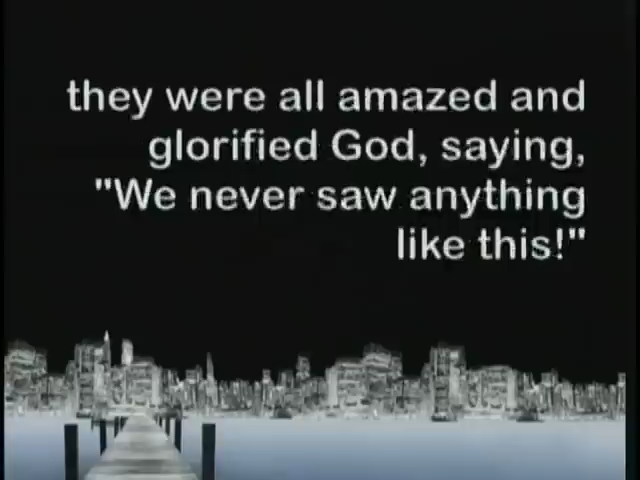 they were all amazed and
glorified God, saying,
"We never saw anything
like this!"